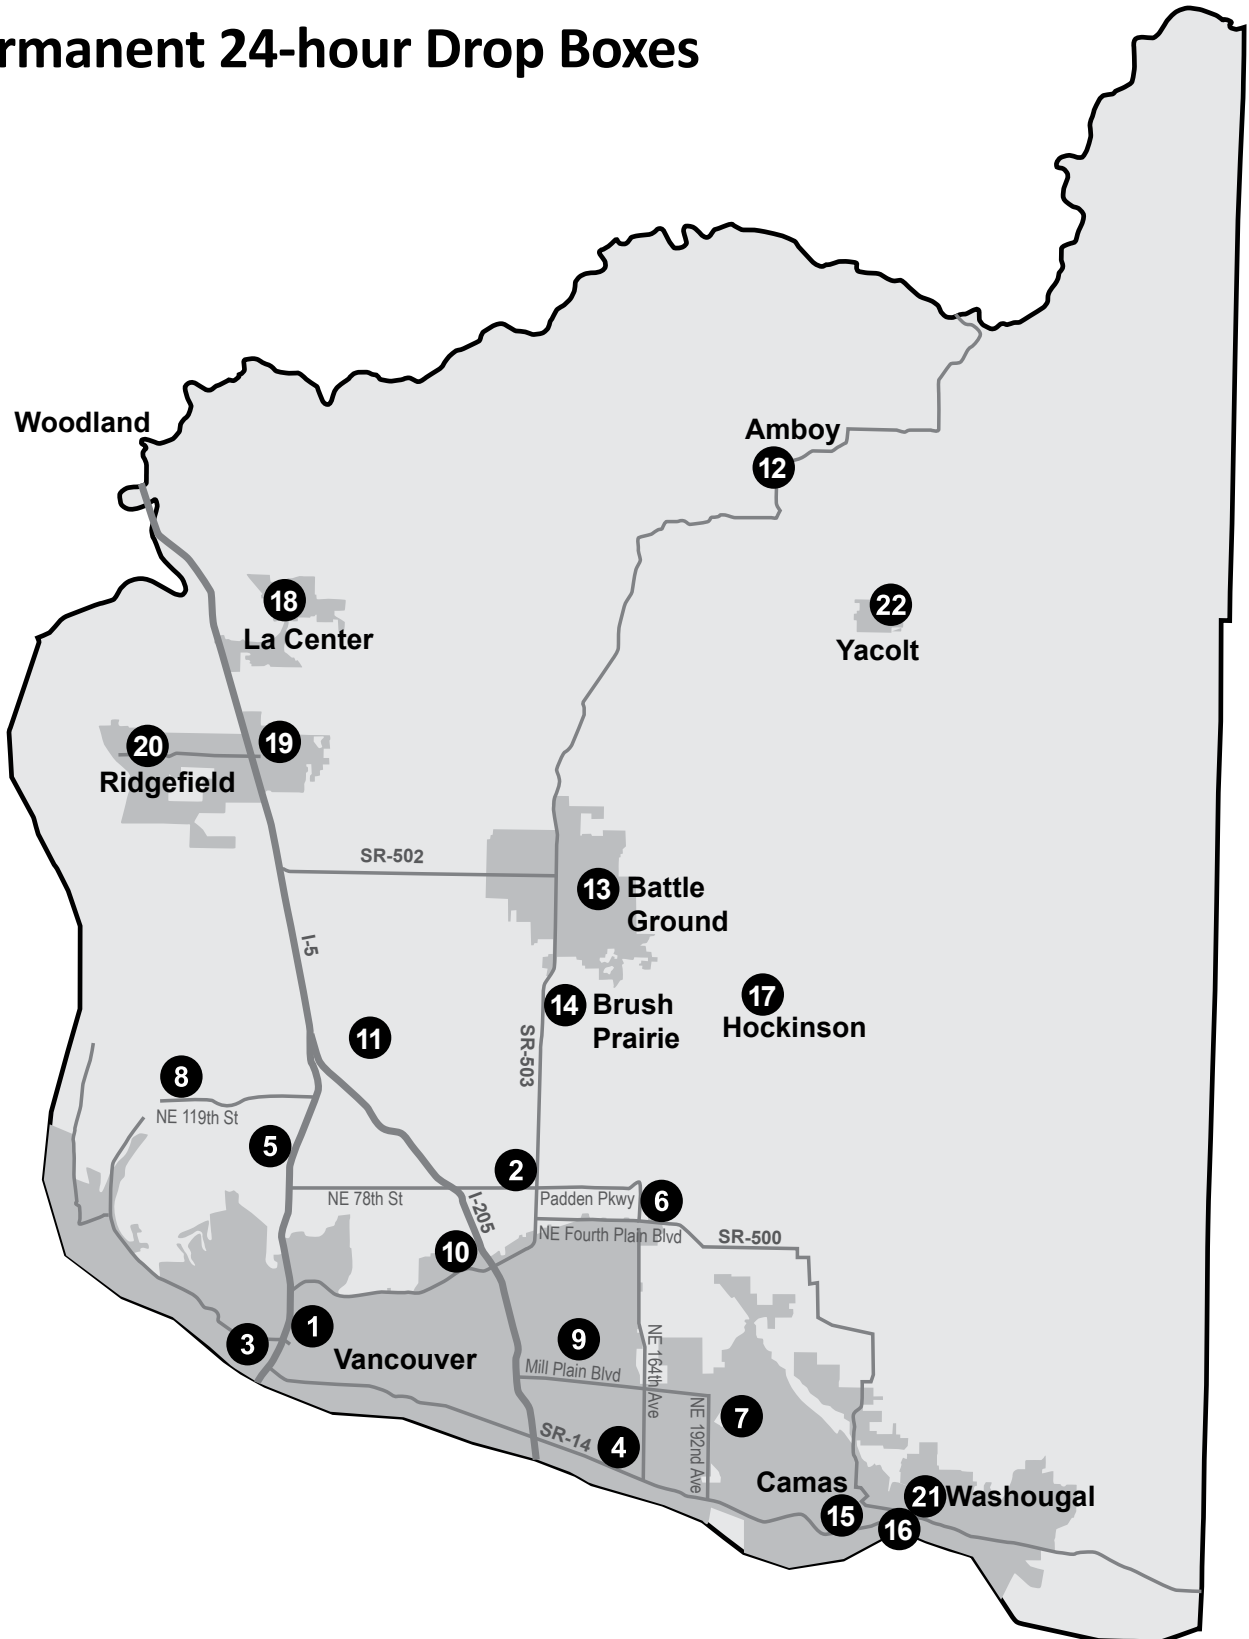 rmanent 24-hour Drop Boxes
Woodland
Amboy
12
18
La Center
22
Yacolt
20
19
Ridgefield
SR-502
13
Battle
Ground
I-5
14
Brush
Prairie
17
Hockinson
11
SR-503
8
NE 119th St
5
2
NE 78th St
I-205
Padden Pkwy
6
NE Fourth Plain Blvd
SR-500
10
1
3
Vancouver
9
Mill Plain Blvd
NE 164th Ave
NE 192nd Ave
7
SR-14
4
Camas
15
21
Washougal
16